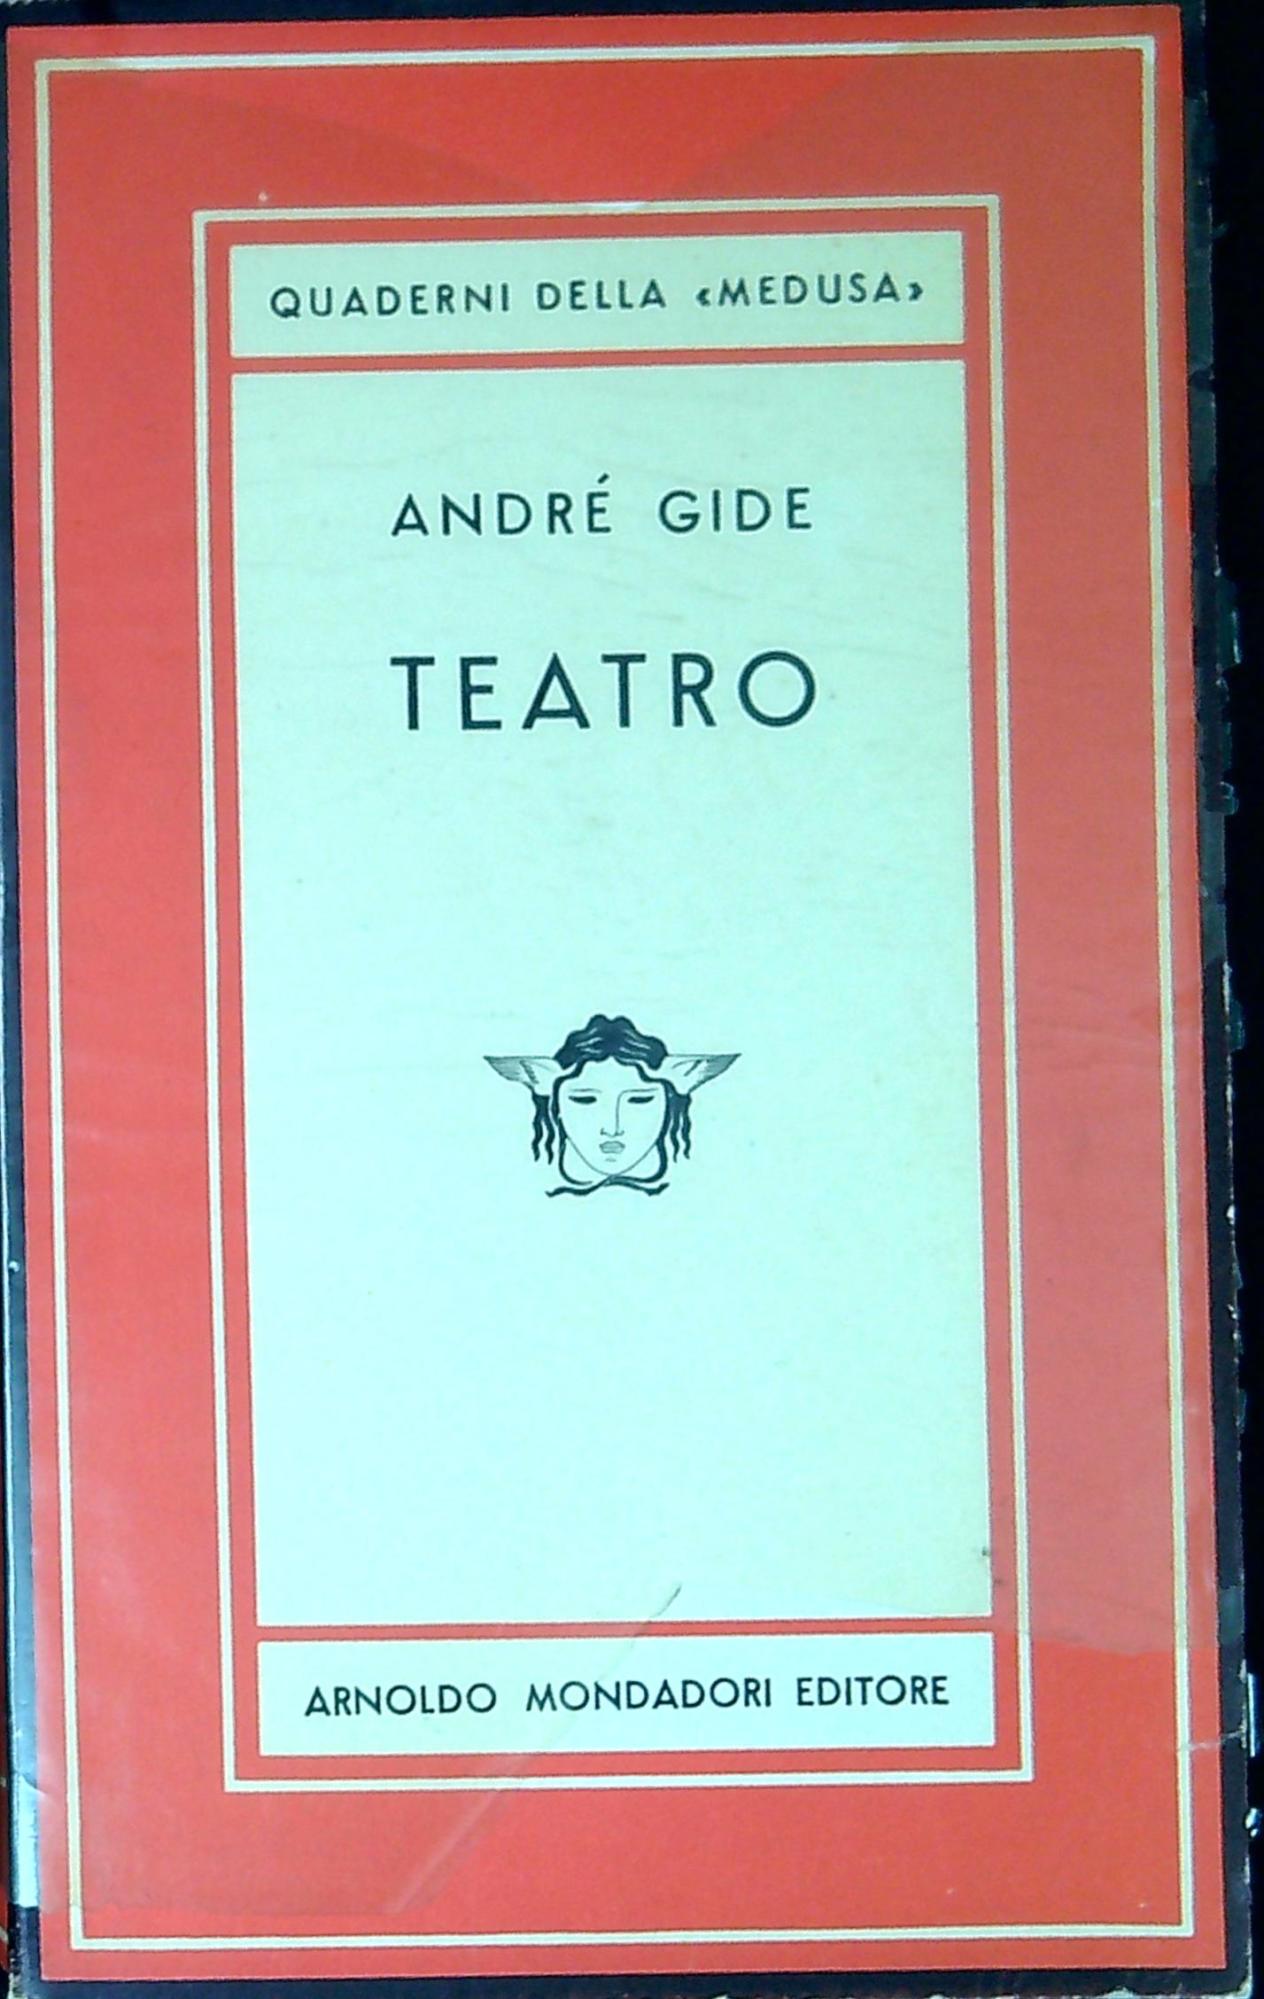 QUADERNI DELLA «MEDUSA»
ANDRÉ GIDE
TEATRO
ARNOLDO MONDADORI EDITORE